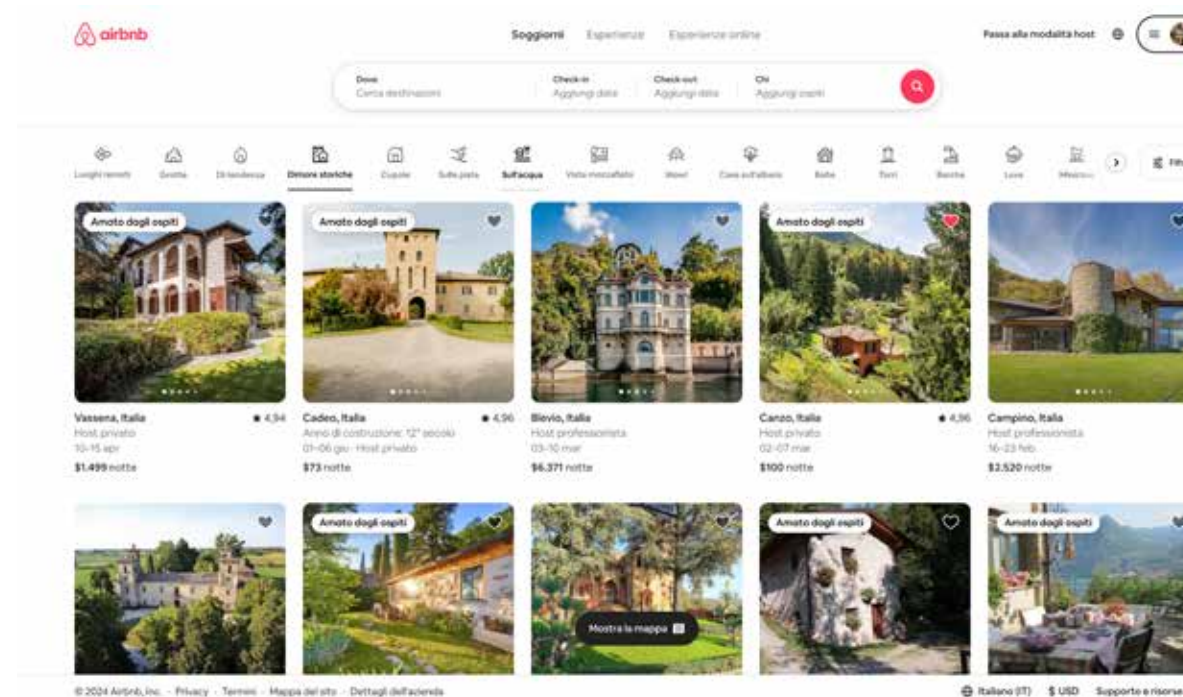 airbnb
Soggiorni Esperienze Esperienze online
Passa alla modalità host
Dove
Cerca destinazioni
Check-in
Aggiungi data
Check-out
Aggiungi data
Chi
Aggiungi ospiti
Luoghi remoti Grotte Di tendenza Dimore storiche Cupole Sulle piste Sull'acqua Vista mozzafiato Wow! Case sull'albero Baite Torri Barche Luxe
Amato dagli ospiti
Amato dagli ospiti
Amato dagli ospiti
Vassena, Italia 4,94
Host privato
10–15 apr
$1.499 notte
Cadeo, Italia 4,96
Anno di costruzione: 12° secolo
01–06 giu · Host privato
$73 notte
Blevio, Italia
Host professionista
03–10 mar
$6.371 notte
Canzo, Italia 4,96
Host privato
02–07 mar
$100 notte
Campino, Italia
Host professionista
16–23 feb
$2.520 notte
Amato dagli ospiti
Amato dagli ospiti
Amato dagli ospiti
Mostra la mappa
© 2024 Airbnb, Inc. · Privacy · Termini · Mappa del sito · Dettagli dell'azienda
Italiano (IT) $ USD Supporto e risorse